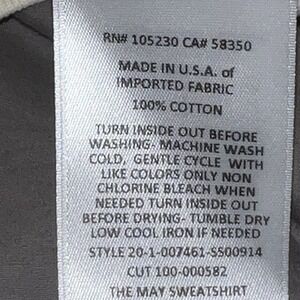 RN# 105230 CA# 58350
MADE IN U.S.A. of
IMPORTED FABRIC
100% COTTON
TURN INSIDE OUT BEFORE
WASHING- MACHINE WASH
COLD, GENTLE CYCLE WITH
LIKE COLORS ONLY NON
CHLORINE BLEACH WHEN
NEEDED TURN INSIDE OUT
BEFORE DRYING- TUMBLE DRY
LOW COOL IRON IF NEEDED
STYLE 20-1-007461-SS00914
CUT 100-000582
THE MAY SWEATSHIRT